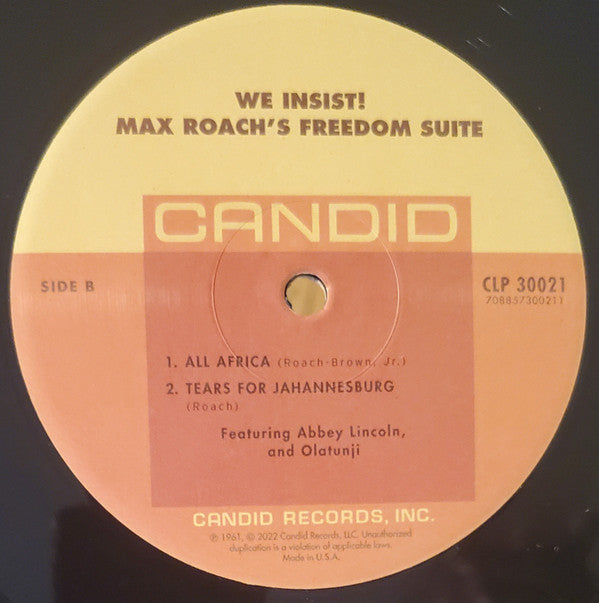 WE INSIST!
MAX ROACH'S FREEDOM SUITE
CANDID
SIDE B
CLP 30021
708857300211
1. ALL AFRICA (Roach-Brown, Jr.)
2. TEARS FOR JAHANNESBURG
(Roach)
Featuring Abbey Lincoln,
and Olatunji
CANDID RECORDS, INC.
℗ 1961, © 2022 Candid Records, LLC. Unauthorized
duplication is a violation of applicable laws.
Made in U.S.A.